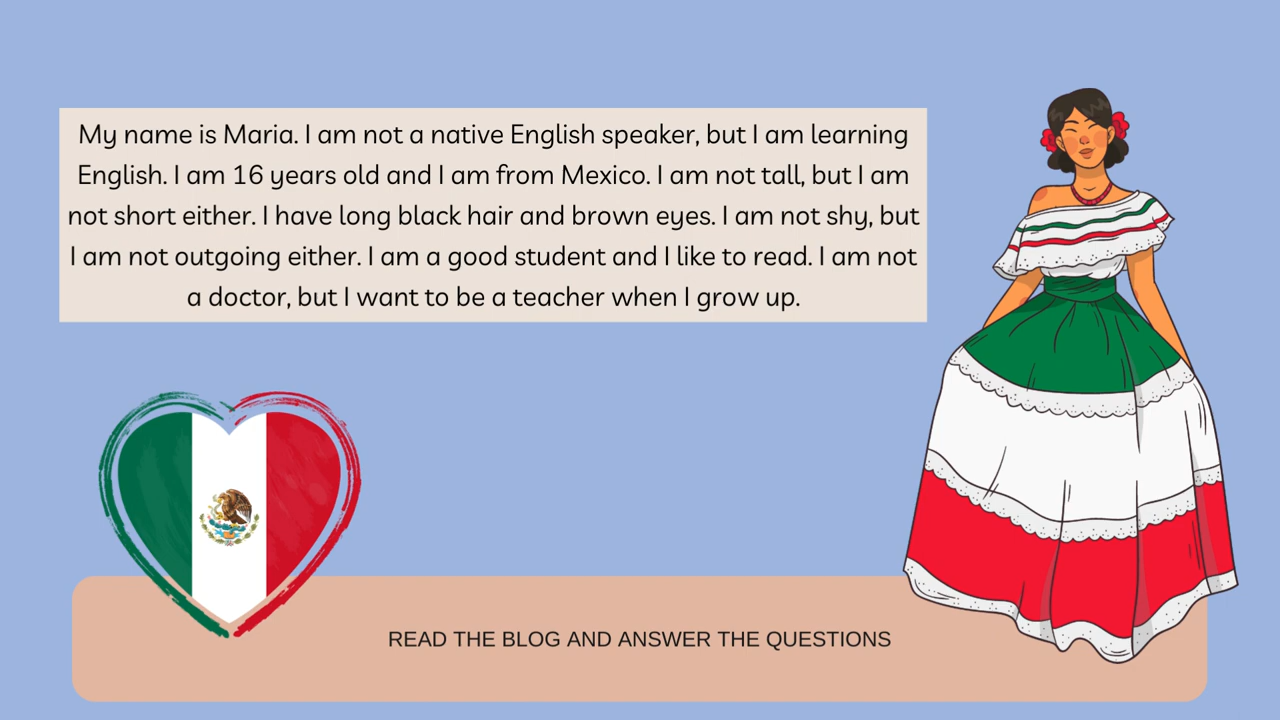 My name is Maria. I am not a native English speaker, but I am learning
English. I am 16 years old and I am from Mexico. I am not tall, but I am
not short either. I have long black hair and brown eyes. I am not shy, but
I am not outgoing either. I am a good student and I like to read. I am not
a doctor, but I want to be a teacher when I grow up.
READ THE BLOG AND ANSWER THE QUESTIONS